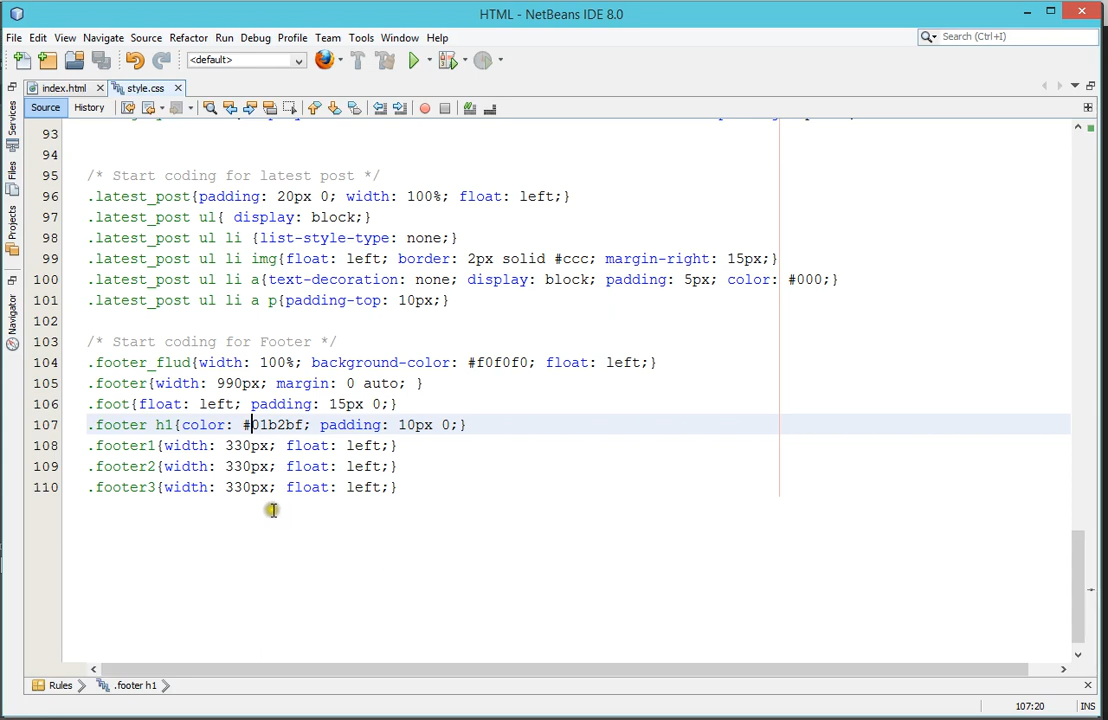 HTML - NetBeans IDE 8.0
File Edit View Navigate Source Refactor Run Debug Profile Team Tools Window Help
Search (Ctrl+I)
<default>
index.html style.css
Source History
Services
Files
Projects
Navigator
93
94
95 /* Start coding for latest post */
96 .latest_post{padding: 20px 0; width: 100%; float: left;}
97 .latest_post ul{ display: block;}
98 .latest_post ul li {list-style-type: none;}
99 .latest_post ul li img{float: left; border: 2px solid #ccc; margin-right: 15px;}
100 .latest_post ul li a{text-decoration: none; display: block; padding: 5px; color: #000;}
101 .latest_post ul li a p{padding-top: 10px;}
102
103 /* Start coding for Footer */
104 .footer_flud{width: 100%; background-color: #f0f0f0; float: left;}
105 .footer{width: 990px; margin: 0 auto; }
106 .foot{float: left; padding: 15px 0;}
107 .footer h1{color: #01b2bf; padding: 10px 0;}
108 .footer1{width: 330px; float: left;}
109 .footer2{width: 330px; float: left;}
110 .footer3{width: 330px; float: left;}
Rules .footer h1
107:20 INS